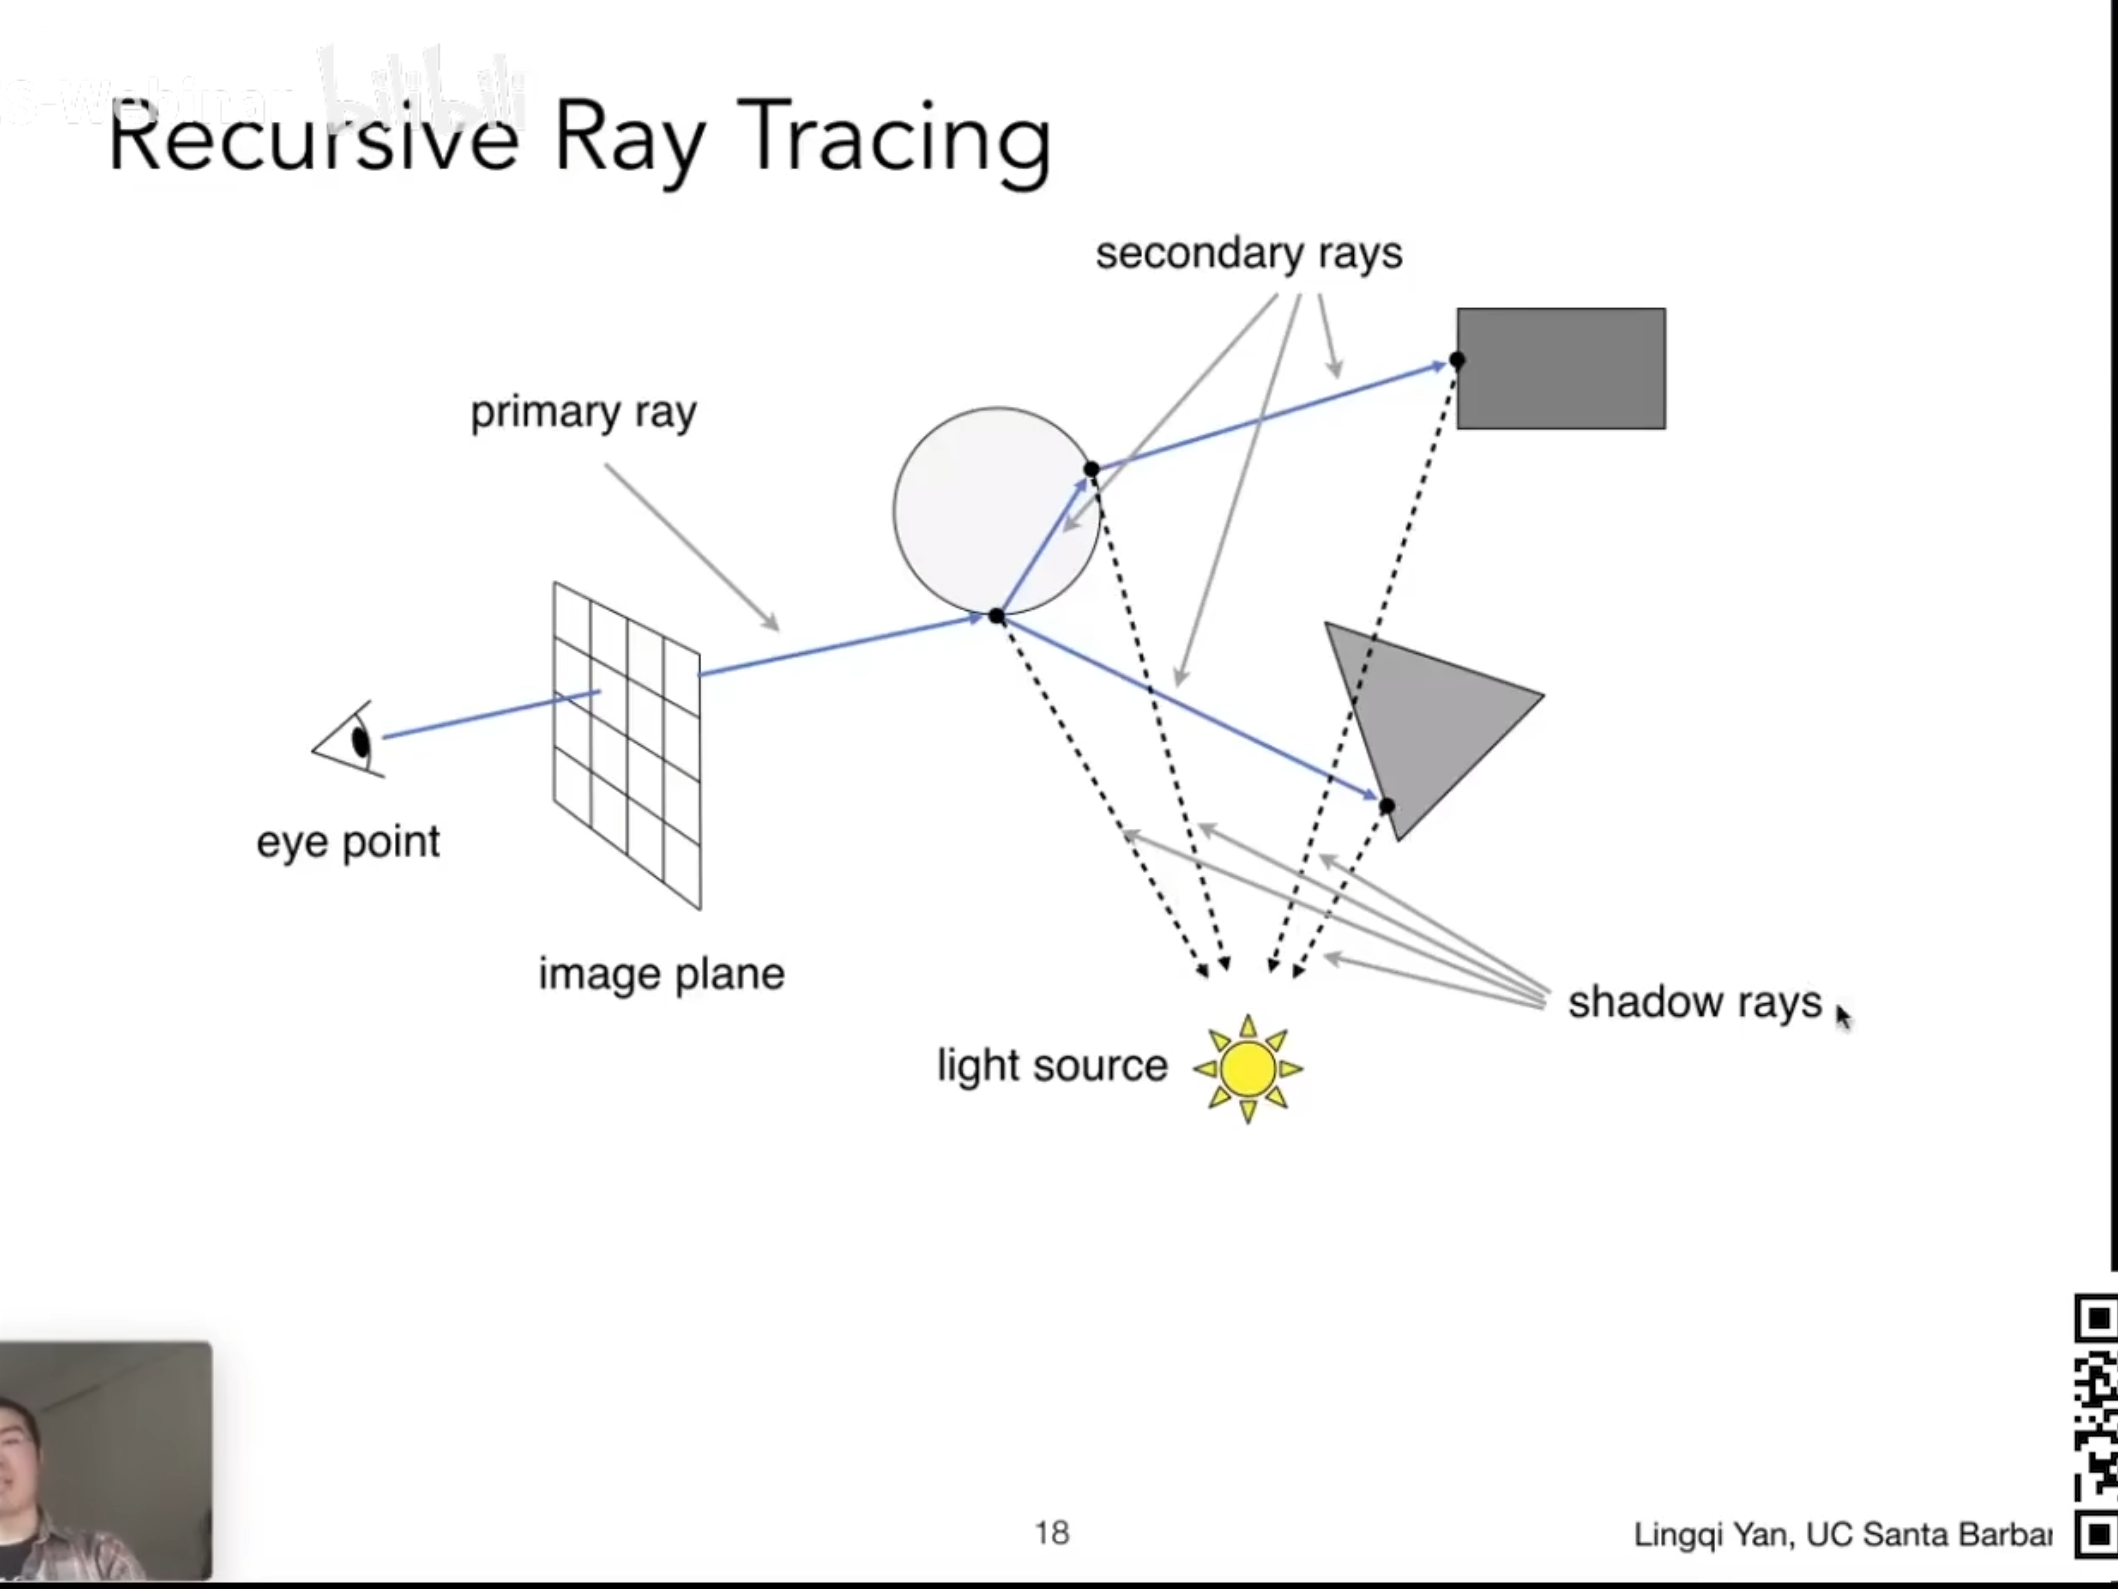 S-Webinar bilibili
Recursive Ray Tracing
secondary rays
primary ray
eye point
image plane
shadow rays
light source
18
Lingqi Yan, UC Santa